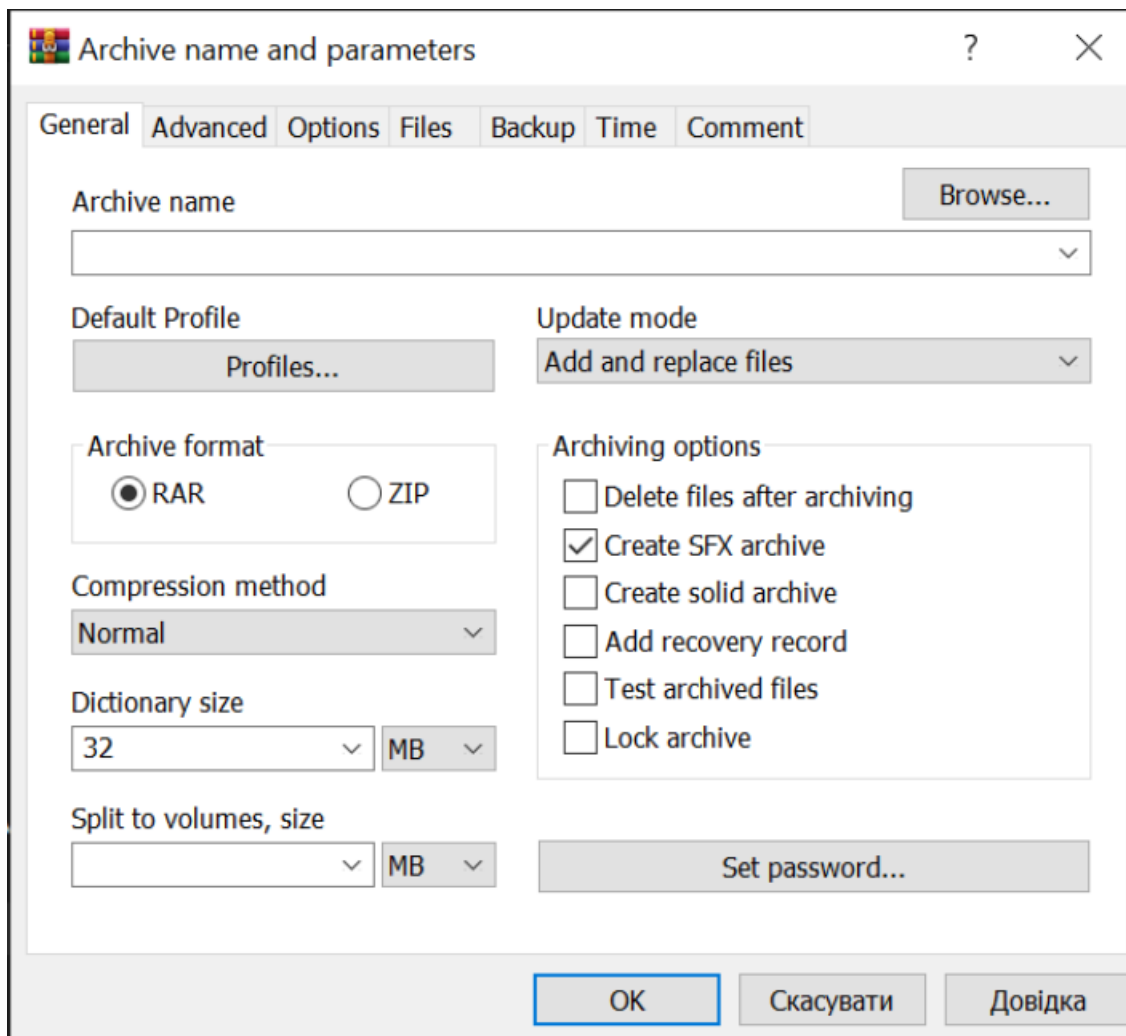 Archive name and parameters
General Advanced Options Files Backup Time Comment
Archive name
Browse...
Default Profile
Profiles...
Update mode
Add and replace files
Archive format
RAR ZIP
Compression method
Normal
Dictionary size
32 MB
Split to volumes, size
MB
Archiving options
Delete files after archiving
Create SFX archive
Create solid archive
Add recovery record
Test archived files
Lock archive
Set password...
OK Скасувати Довідка